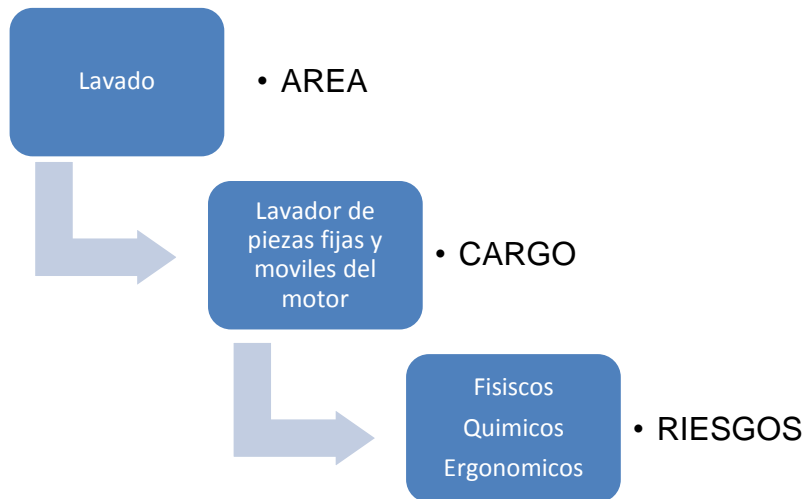 Lavado
• AREA
Lavador de
piezas fijas y
moviles del
motor
• CARGO
Fisiscos
Quimicos
Ergonomicos
• RIESGOS